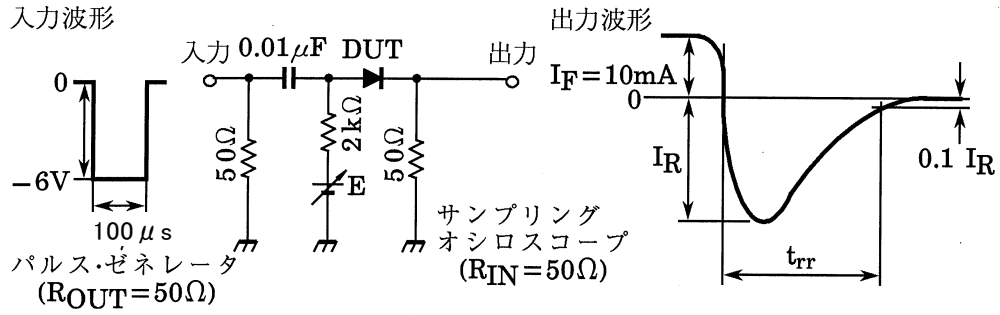 入力波形
0
−6V
100μs
パルス・ゼネレータ
(ROUT=50Ω)
入力 0.01μF DUT 出力
50Ω
2kΩ
E
50Ω
サンプリング
オシロスコープ
(RIN=50Ω)
出力波形
IF=10mA
0
IR
0.1 IR
trr